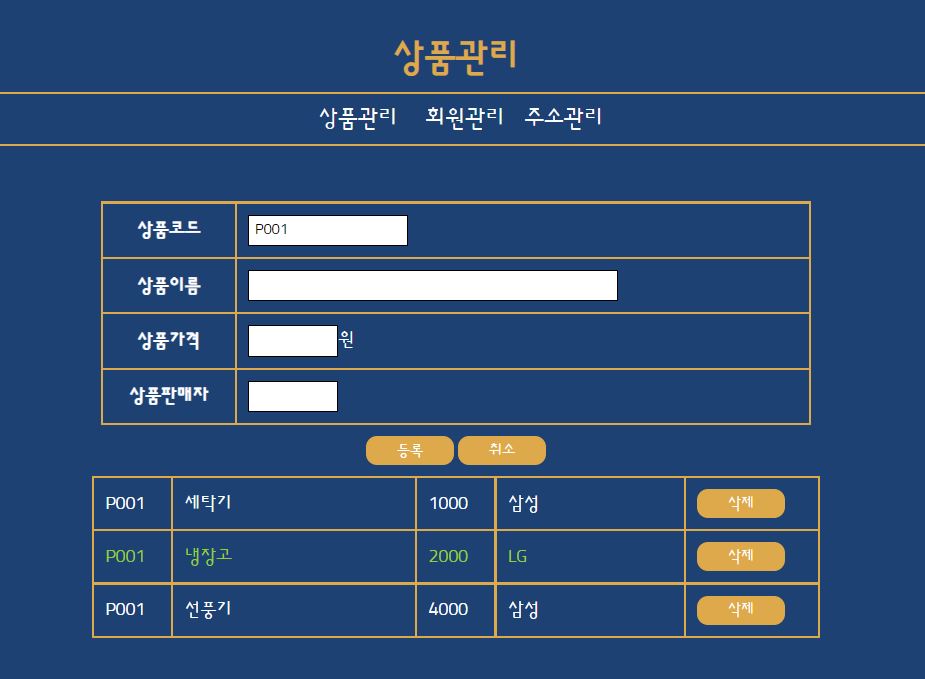 상품관리
상품관리 회원관리 주소관리
상품코드 P001
상품이름
상품가격 원
상품판매자
등록 취소
P001 세탁기 1000 삼성 삭제
P001 냉장고 2000 LG 삭제
P001 선풍기 4000 삼성 삭제